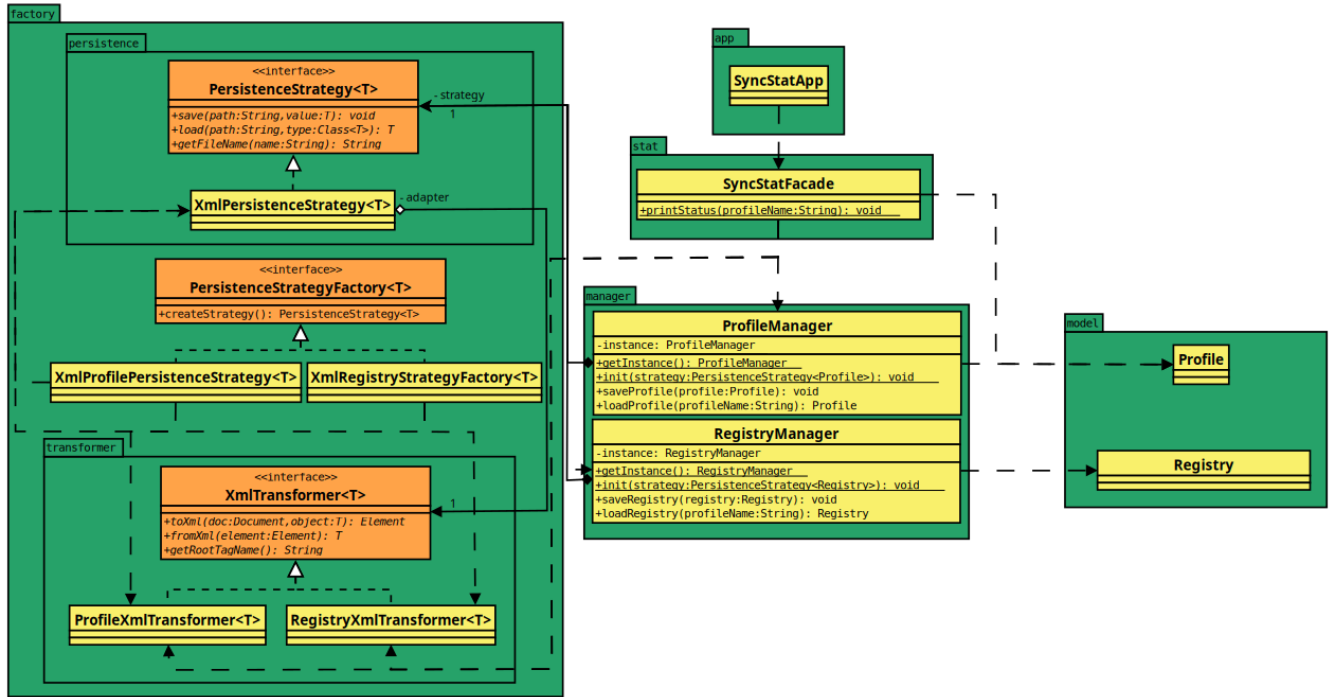 factory
persistence
<<interface>>
PersistenceStrategy<T>
+save(path:String,value:T): void
+load(path:String,type:Class<T>): T
+getFileName(name:String): String
- strategy
1
XmlPersistenceStrategy<T>
- adapter
<<interface>>
PersistenceStrategyFactory<T>
+createStrategy(): PersistenceStrategy<T>
XmlProfilePersistenceStrategy<T>
XmlRegistryStrategyFactory<T>
transformer
<<interface>>
XmlTransformer<T>
+toXml(doc:Document,object:T): Element
+fromXml(element:Element): T
+getRootTagName(): String
1
ProfileXmlTransformer<T>
RegistryXmlTransformer<T>
app
SyncStatApp
stat
SyncStatFacade
+printStatus(profileName:String): void
manager
ProfileManager
-instance: ProfileManager
+getInstance(): ProfileManager
+init(strategy:PersistenceStrategy<Profile>): void
+saveProfile(profile:Profile): void
+loadProfile(profileName:String): Profile
RegistryManager
-instance: RegistryManager
+getInstance(): RegistryManager
+init(strategy:PersistenceStrategy<Registry>): void
+saveRegistry(registry:Registry): void
+loadRegistry(profileName:String): Registry
model
Profile
Registry